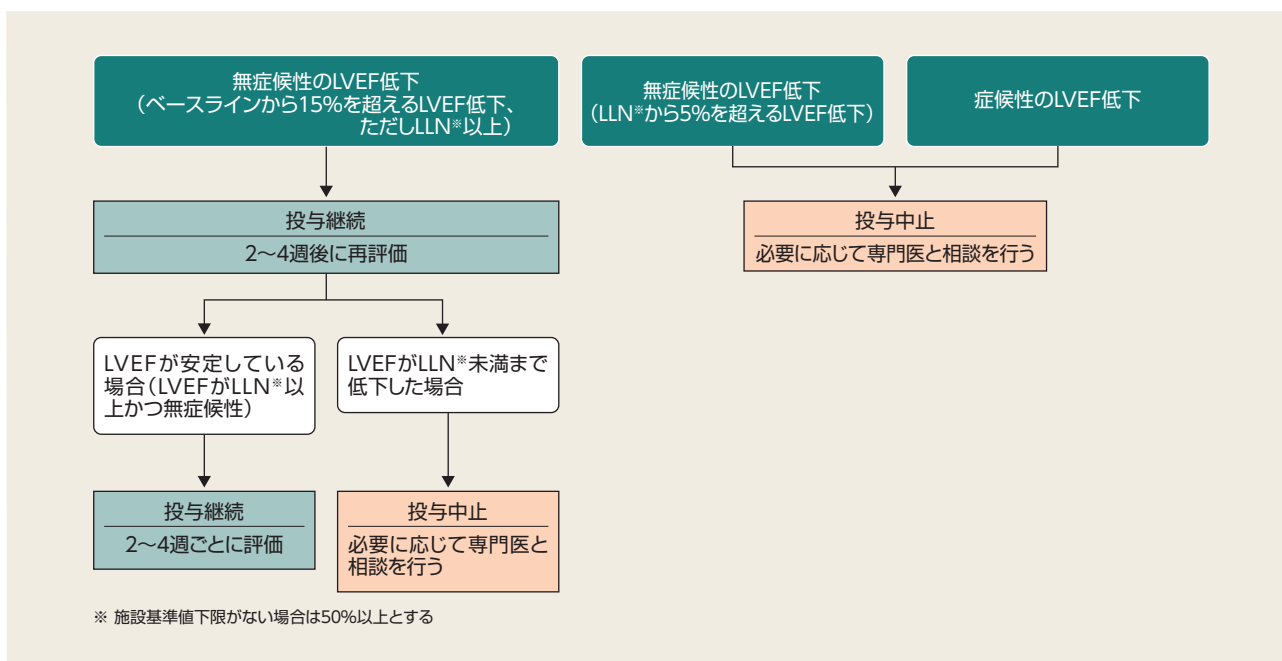 無症候性のLVEF低下
（ベースラインから15％を超えるLVEF低下、
ただしLLN※以上）
無症候性のLVEF低下
（LLN※から5％を超えるLVEF低下）
症候性のLVEF低下
投与継続
2〜4週後に再評価
投与中止
必要に応じて専門医と相談を行う
LVEFが安定している
場合（LVEFがLLN※以
上かつ無症候性）
LVEFがLLN※未満まで
低下した場合
投与継続
2〜4週ごとに評価
投与中止
必要に応じて専門医と
相談を行う
※ 施設基準値下限がない場合は50％以上とする